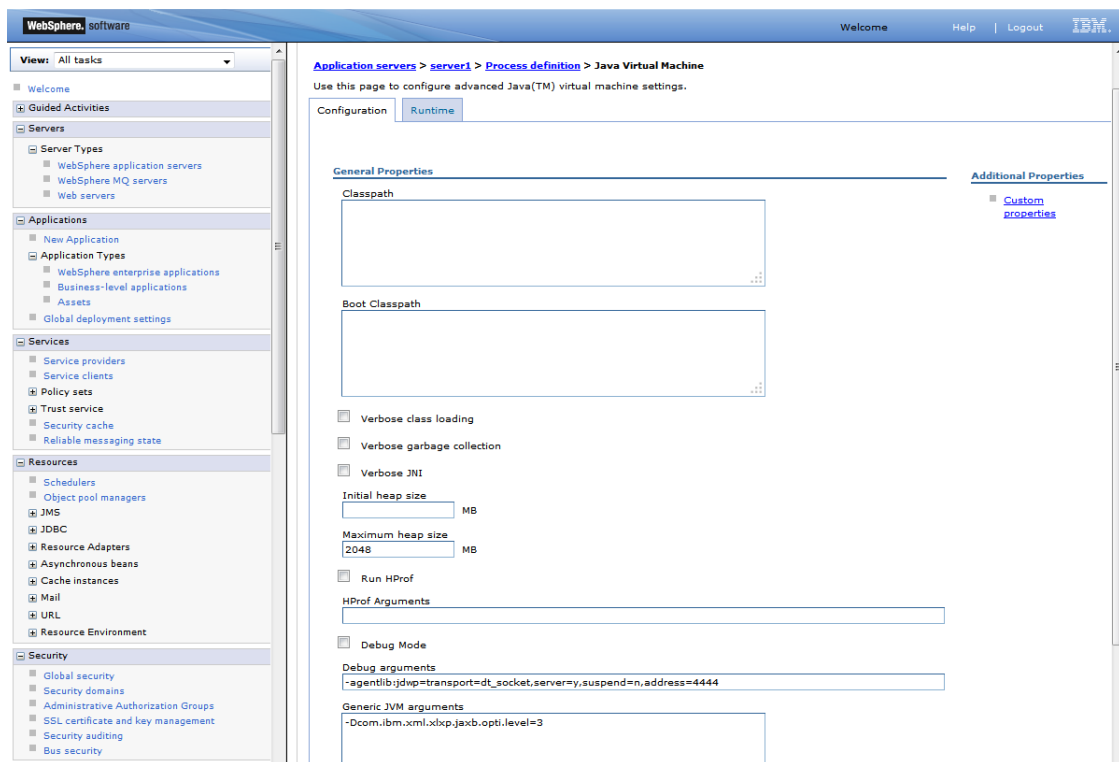 WebSphere. software
Welcome
Help | Logout
IBM.
View: All tasks
Welcome
Guided Activities
Servers
Server Types
WebSphere application servers
WebSphere MQ servers
Web servers
Applications
New Application
Application Types
WebSphere enterprise applications
Business-level applications
Assets
Global deployment settings
Services
Service providers
Service clients
Policy sets
Trust service
Security cache
Reliable messaging state
Resources
Schedulers
Object pool managers
JMS
JDBC
Resource Adapters
Asynchronous beans
Cache instances
Mail
URL
Resource Environment
Security
Global security
Security domains
Administrative Authorization Groups
SSL certificate and key management
Security auditing
Bus security
Application servers > server1 > Process definition > Java Virtual Machine
Use this page to configure advanced Java(TM) virtual machine settings.
Configuration
Runtime
General Properties
Classpath
Boot Classpath
Verbose class loading
Verbose garbage collection
Verbose JNI
Initial heap size
MB
Maximum heap size
2048 MB
Run HProf
HProf Arguments
Debug Mode
Debug arguments
-agentlib:jdwp=transport=dt_socket,server=y,suspend=n,address=4444
Generic JVM arguments
-Dcom.ibm.xml.xlxp.jaxb.opti.level=3
Additional Properties
Custom
properties